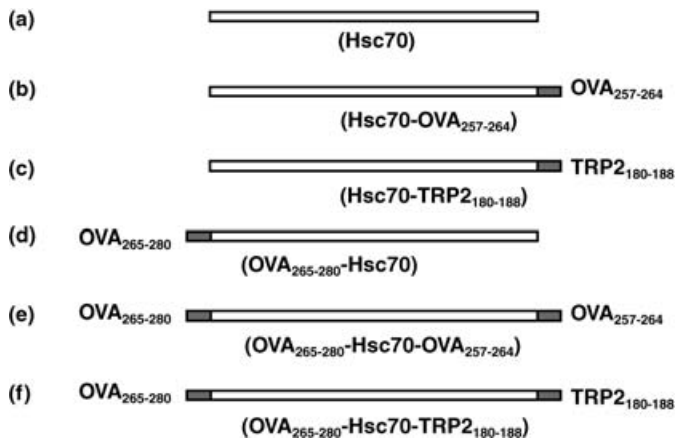 (a)
(Hsc70)
(b) OVA257-264
(Hsc70-OVA257-264)
(c) TRP2180-188
(Hsc70-TRP2180-188)
(d) OVA265-280
(OVA265-280-Hsc70)
(e) OVA265-280 OVA257-264
(OVA265-280-Hsc70-OVA257-264)
(f) OVA265-280 TRP2180-188
(OVA265-280-Hsc70-TRP2180-188)